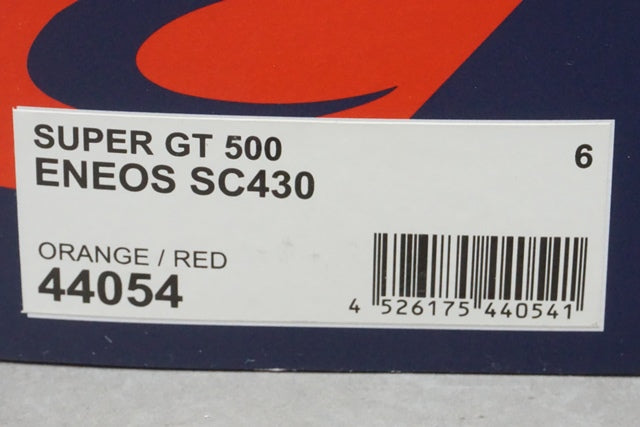 SUPER GT 500
ENEOS SC430
6
ORANGE / RED
44054
4 526175 440541